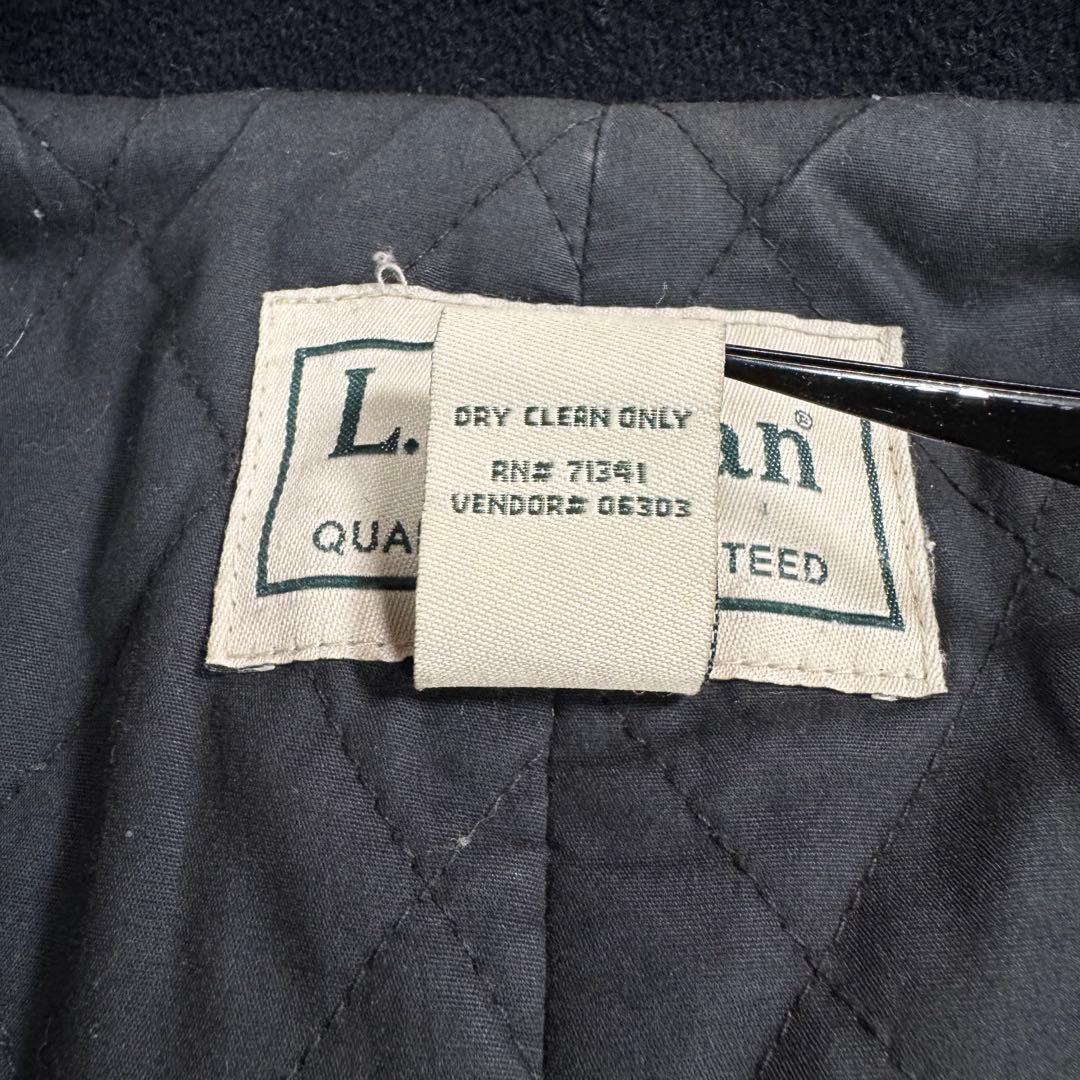 L. an®
QUA TEED
DRY CLEAN ONLY
RN# 71341
VENDOR# 06303